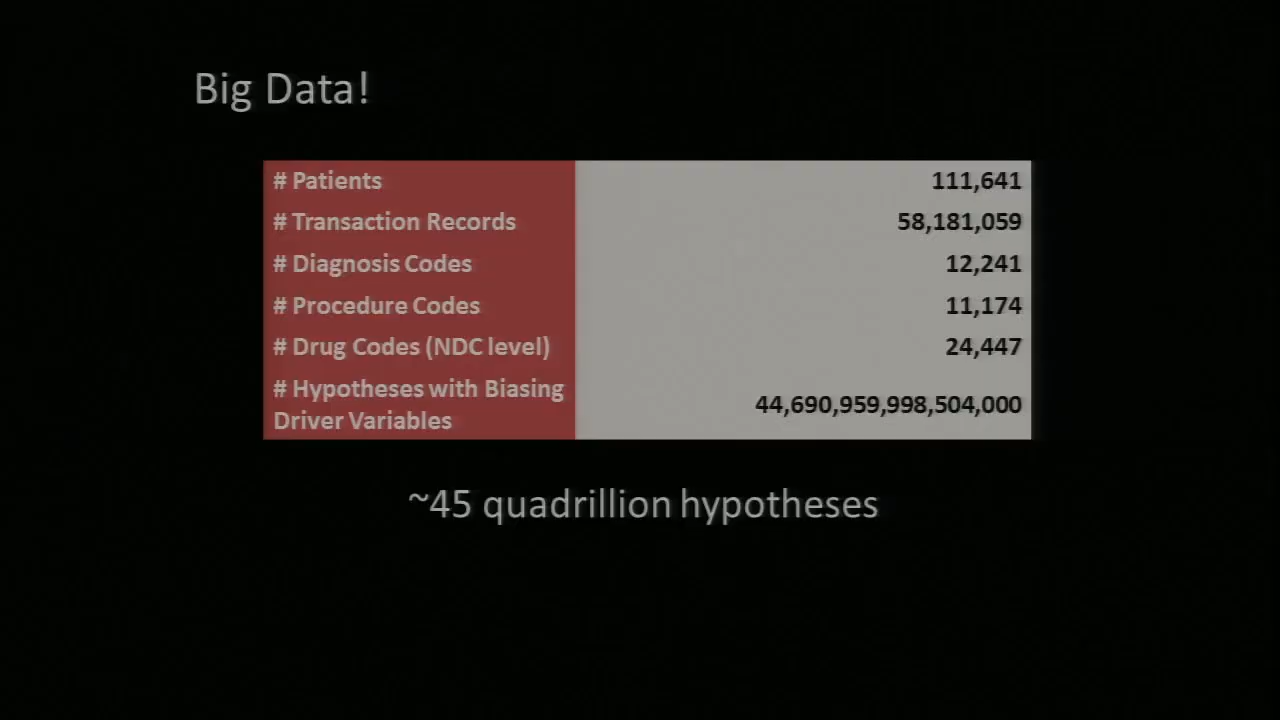 Big Data!
# Patients 111,641
# Transaction Records 58,181,059
# Diagnosis Codes 12,241
# Procedure Codes 11,174
# Drug Codes (NDC level) 24,447
# Hypotheses with Biasing
Driver Variables 44,690,959,998,504,000
~45 quadrillion hypotheses